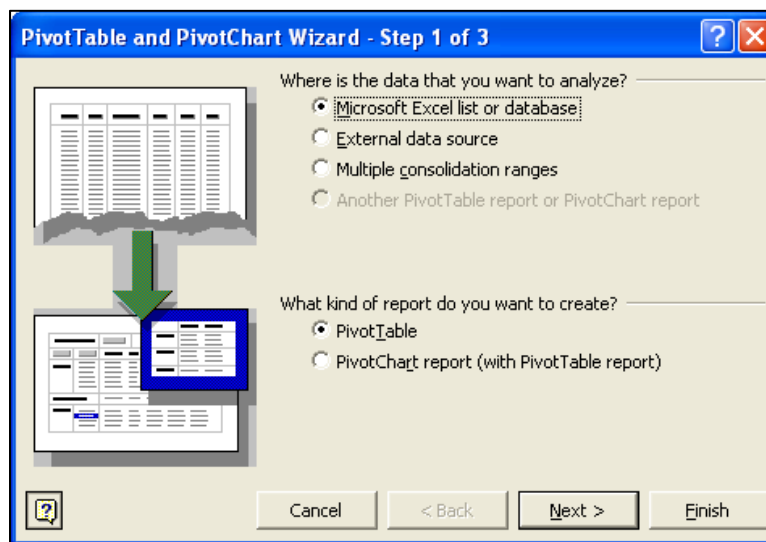 PivotTable and PivotChart Wizard - Step 1 of 3
Where is the data that you want to analyze?
Microsoft Excel list or database
External data source
Multiple consolidation ranges
Another PivotTable report or PivotChart report
What kind of report do you want to create?
PivotTable
PivotChart report (with PivotTable report)
Cancel
< Back
Next >
Finish